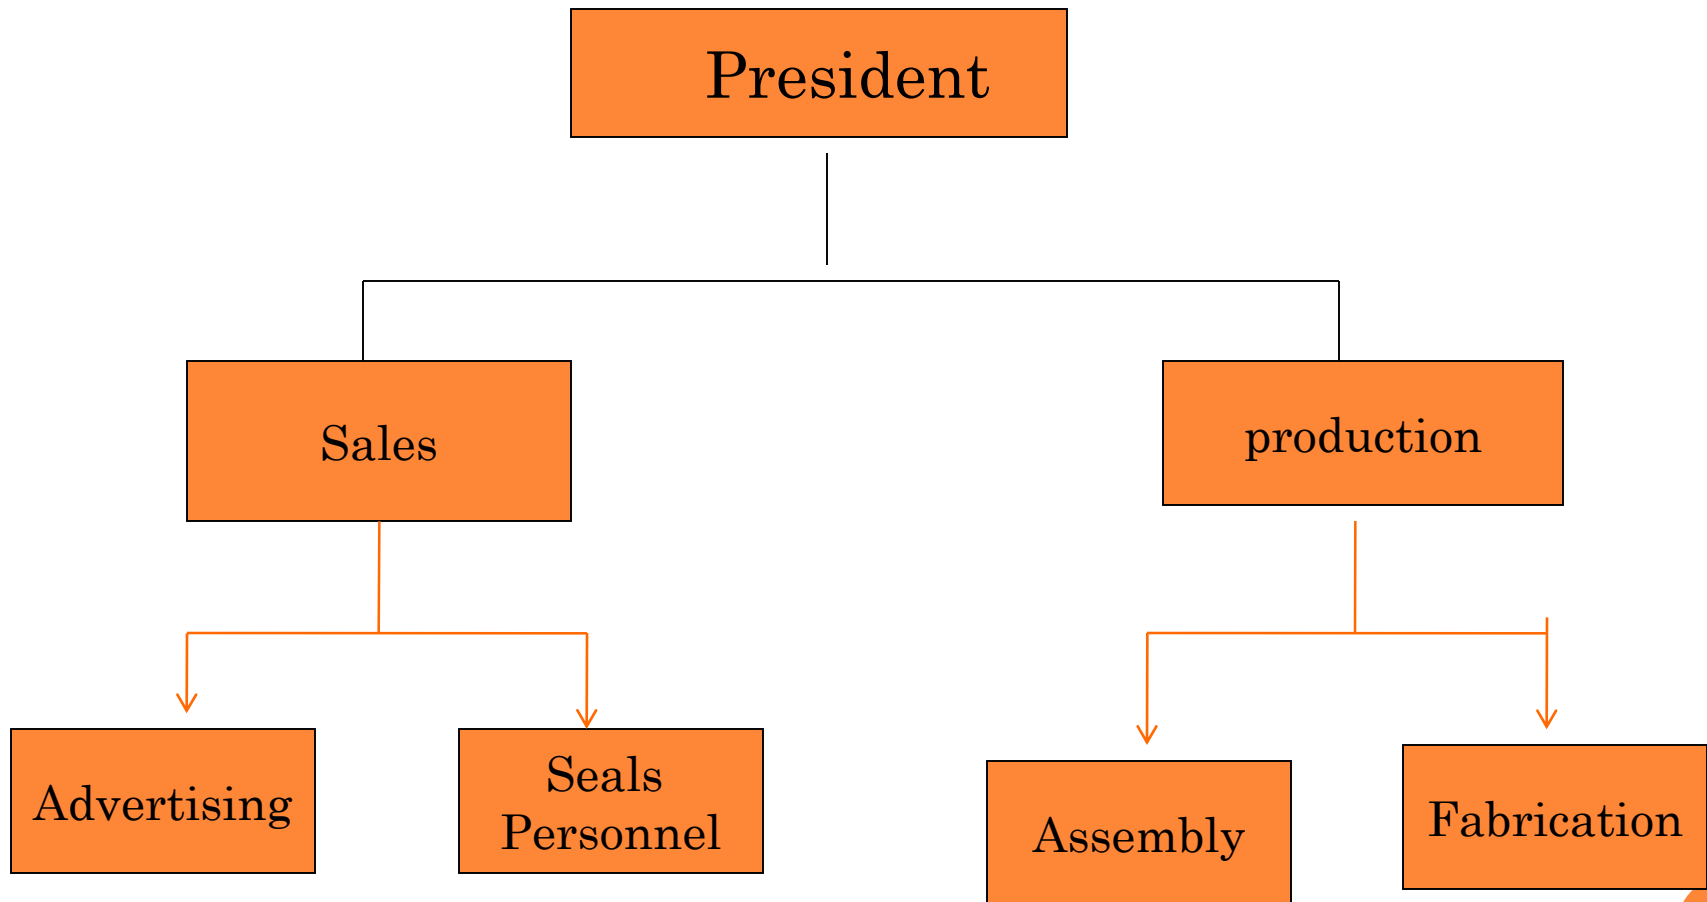 President
Sales
production
Advertising
Seals
Personnel
Assembly
Fabrication